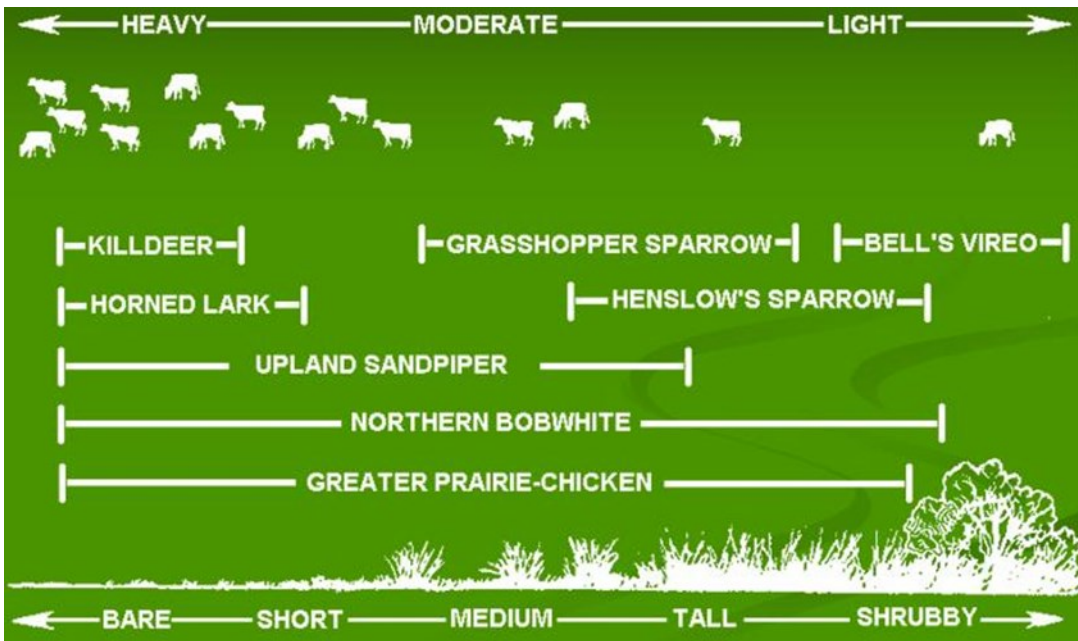 HEAVY MODERATE LIGHT
KILLDEER GRASSHOPPER SPARROW BELL'S VIREO
HORNED LARK HENSLOW'S SPARROW
UPLAND SANDPIPER
NORTHERN BOBWHITE
GREATER PRAIRIE-CHICKEN
BARE SHORT MEDIUM TALL SHRUBBY